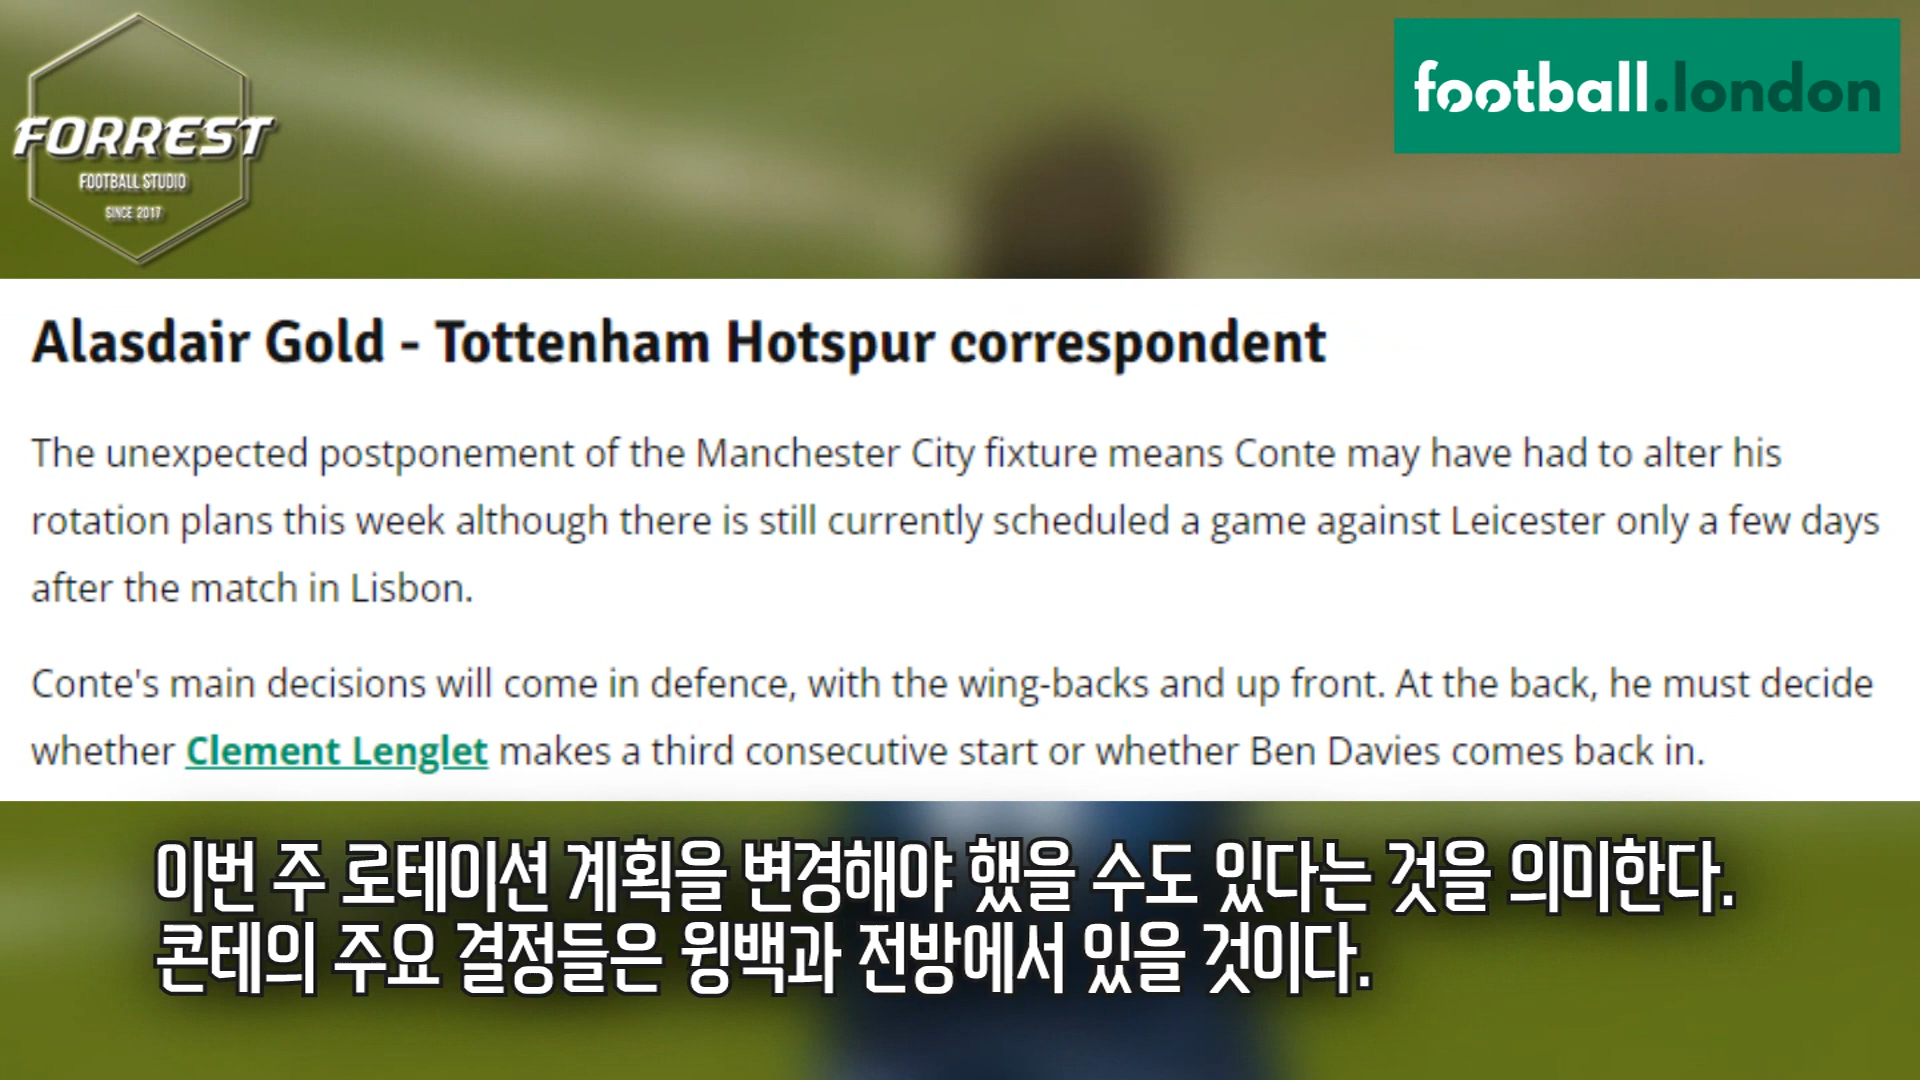 FORREST
FOOTBALL STUDIO
SINCE 2017
football.london
Alasdair Gold - Tottenham Hotspur correspondent
The unexpected postponement of the Manchester City fixture means Conte may have had to alter his
rotation plans this week although there is still currently scheduled a game against Leicester only a few days
after the match in Lisbon.
Conte's main decisions will come in defence, with the wing-backs and up front. At the back, he must decide
whether Clement Lenglet makes a third consecutive start or whether Ben Davies comes back in.
이번 주 로테이션 계획을 변경해야 했을 수도 있다는 것을 의미한다.
콘테의 주요 결정들은 윙백과 전방에서 있을 것이다.